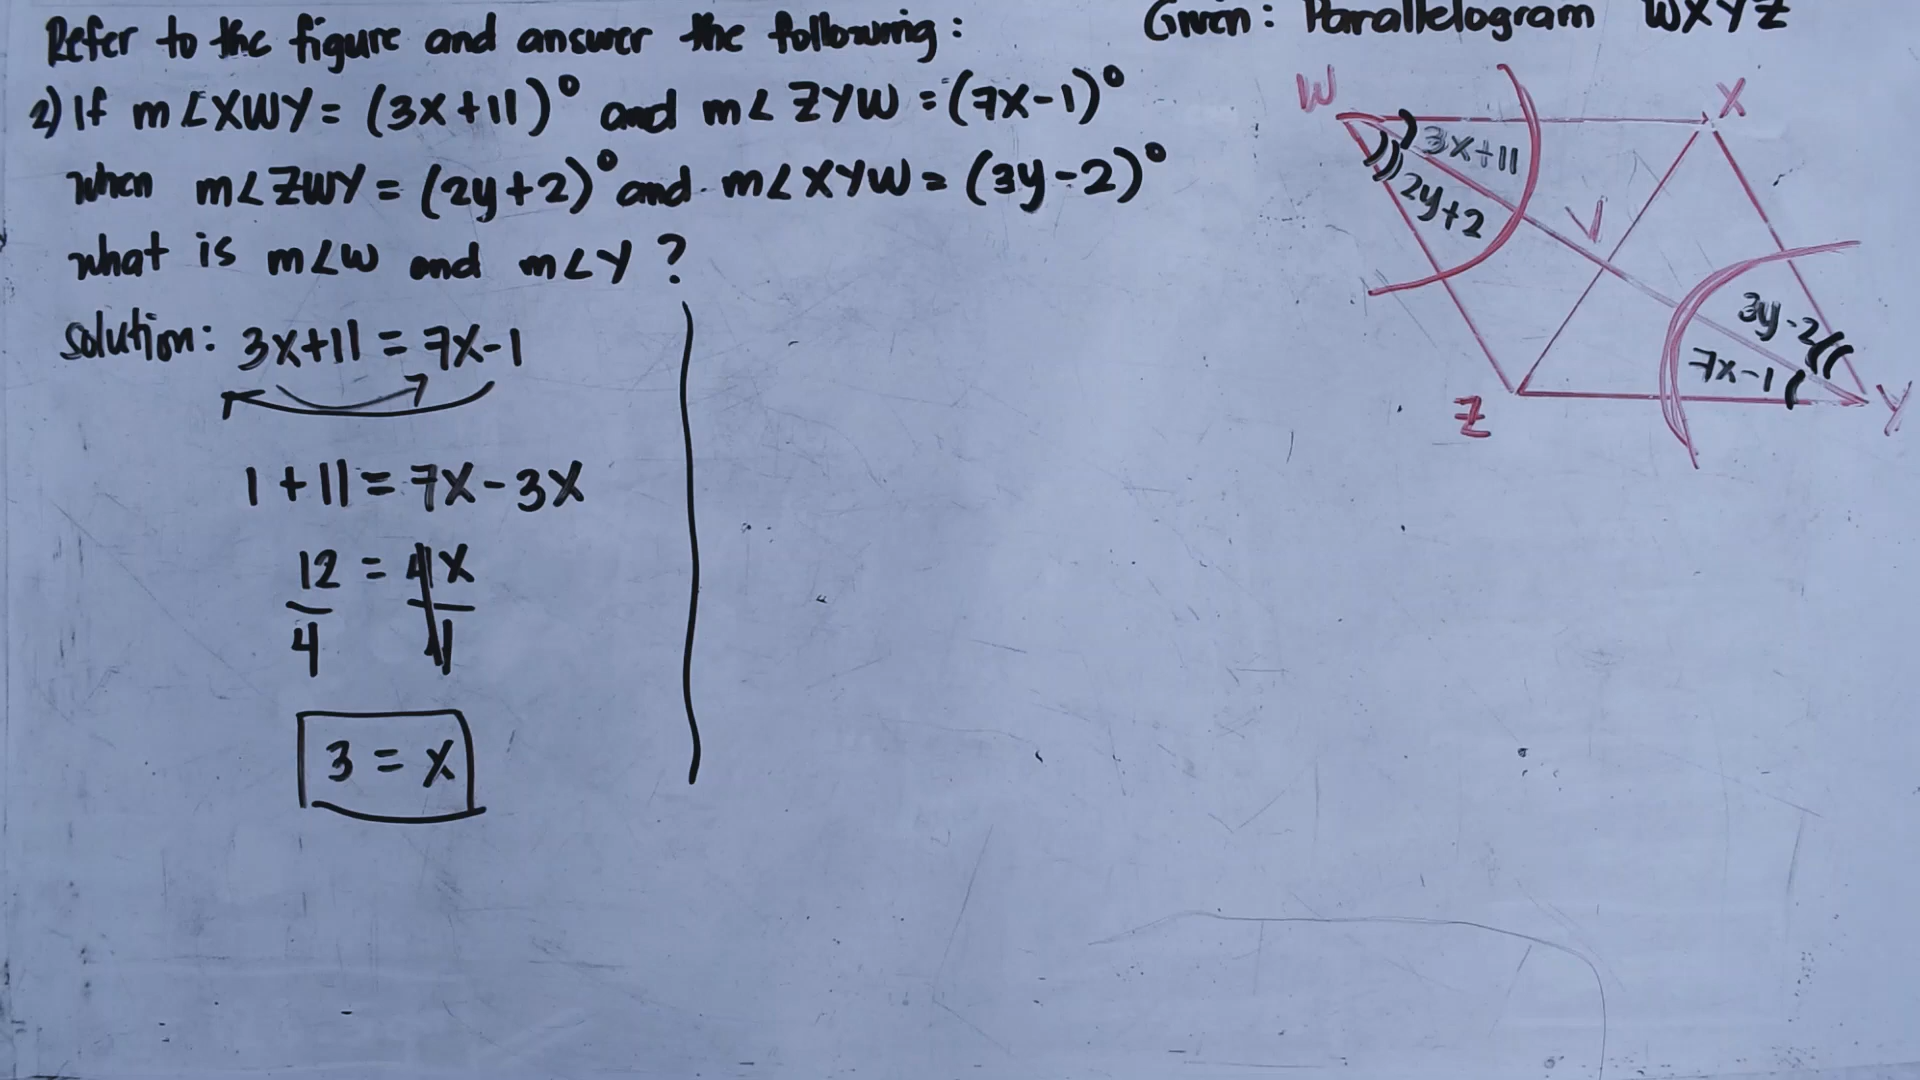 Refer to the figure and answer the following:
Given: Parallelogram WXYZ
2) If m∠XWY = (3x+11)° and m∠ZYW = (7x-1)°
when m∠ZWY = (2y+2)° and m∠XYW = (3y-2)°
what is m∠W and m∠Y?
solution: 3x+11 = 7x-1
1+11 = 7x-3x
12 = 4x
4 4
3 = x
W
X
3x+11
2y+2
V
3y-2
7x-1
Z
Y